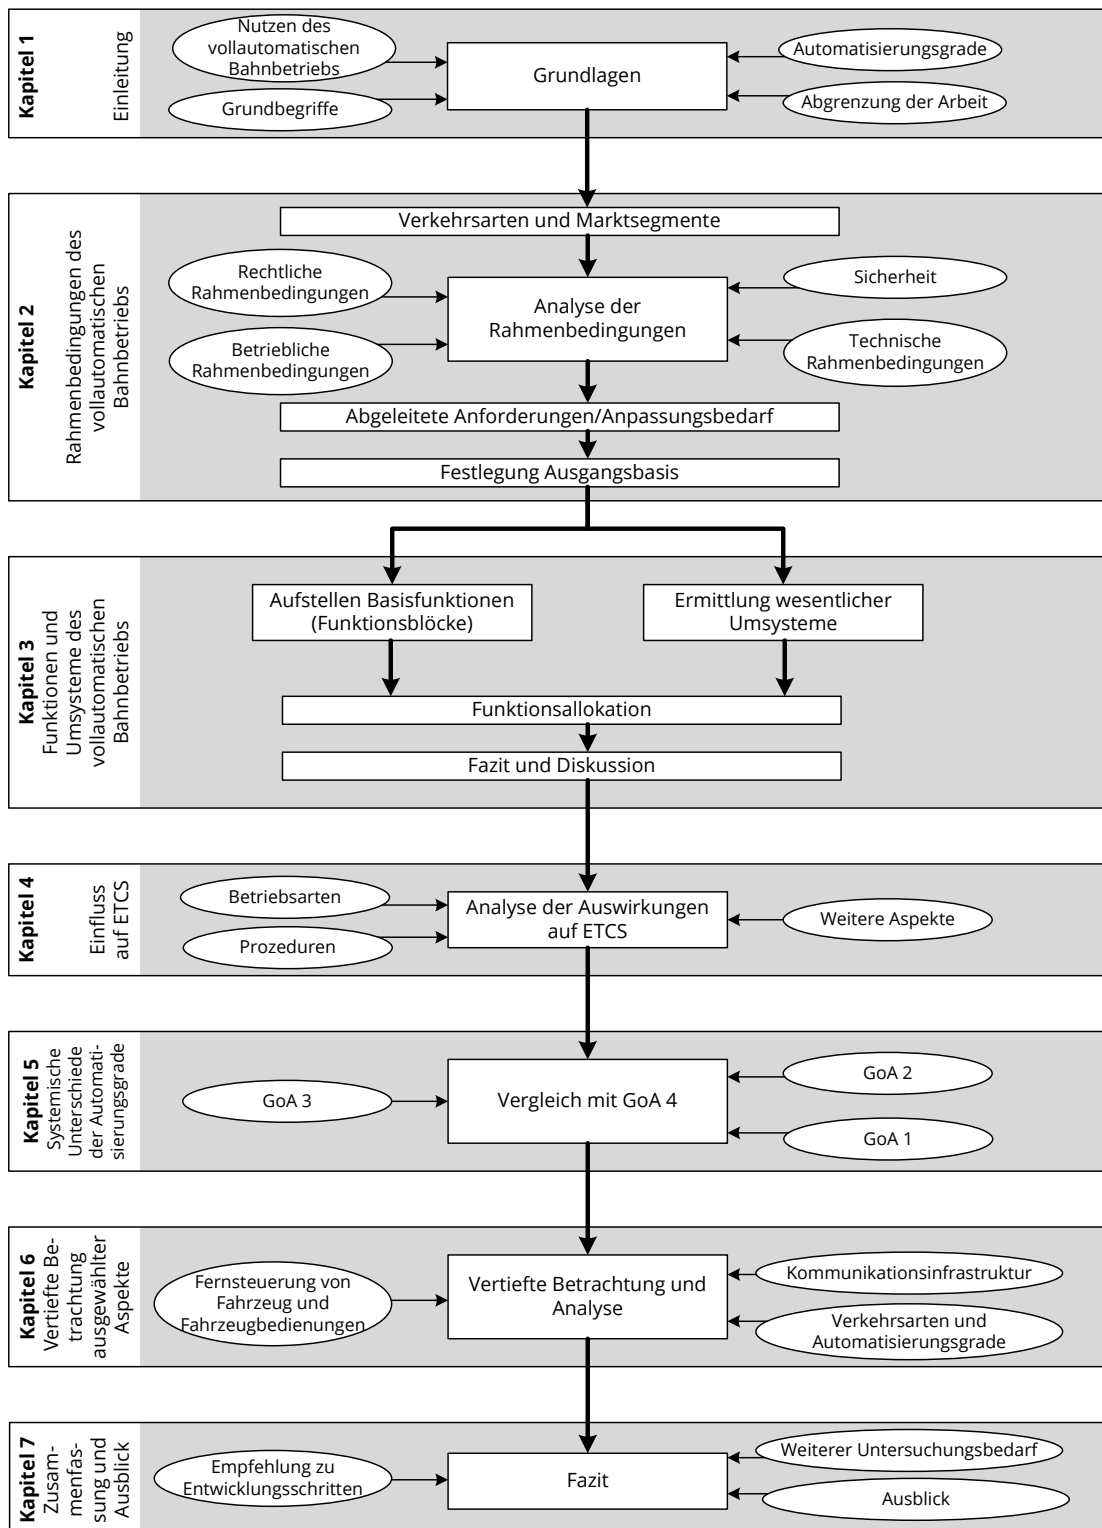 Kapitel 1
Einleitung
Nutzen des
vollautomatischen
Bahnbetriebs
Grundbegriffe
Grundlagen
Automatisierungsgrade
Abgrenzung der Arbeit
Kapitel 2
Rahmenbedingungen des
vollautomatischen
Bahnbetriebs
Verkehrsarten und Marktsegmente
Rechtliche
Rahmenbedingungen
Betriebliche
Rahmenbedingungen
Analyse der
Rahmenbedingungen
Sicherheit
Technische
Rahmenbedingungen
Abgeleitete Anforderungen/Anpassungsbedarf
Festlegung Ausgangsbasis
Kapitel 3
Funktionen und
Umsysteme des
vollautomatischen
Bahnbetriebs
Aufstellen Basisfunktionen
(Funktionsblöcke)
Ermittlung wesentlicher
Umsysteme
Funktionsallokation
Fazit und Diskussion
Kapitel 4
Einfluss
auf ETCS
Betriebsarten
Prozeduren
Analyse der Auswirkungen
auf ETCS
Weitere Aspekte
Kapitel 5
Systemische
Unterschiede
der Automati-
sierungsgrade
GoA 3
Vergleich mit GoA 4
GoA 2
GoA 1
Kapitel 6
Vertiefte Be-
trachtung
ausgewählter
Aspekte
Fernsteuerung von
Fahrzeug und
Fahrzeugbedienungen
Vertiefte Betrachtung und
Analyse
Kommunikationsinfrastruktur
Verkehrsarten und
Automatisierungsgrade
Kapitel 7
Zusam-
menfas-
sung und
Ausblick
Empfehlung zu
Entwicklungsschritten
Fazit
Weiterer Untersuchungsbedarf
Ausblick